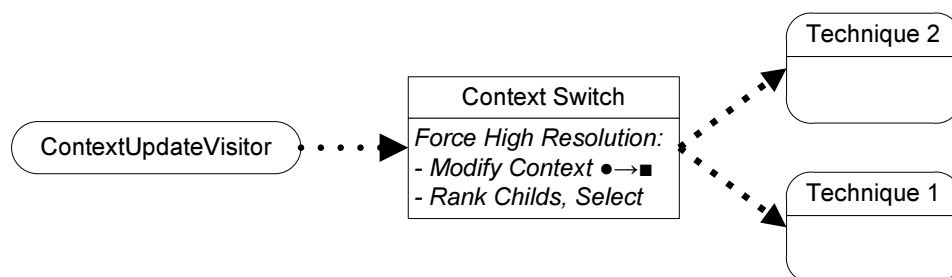 Technique 2
Context Switch
ContextUpdateVisitor
Force High Resolution:
- Modify Context ●→■
- Rank Childs, Select
Technique 1